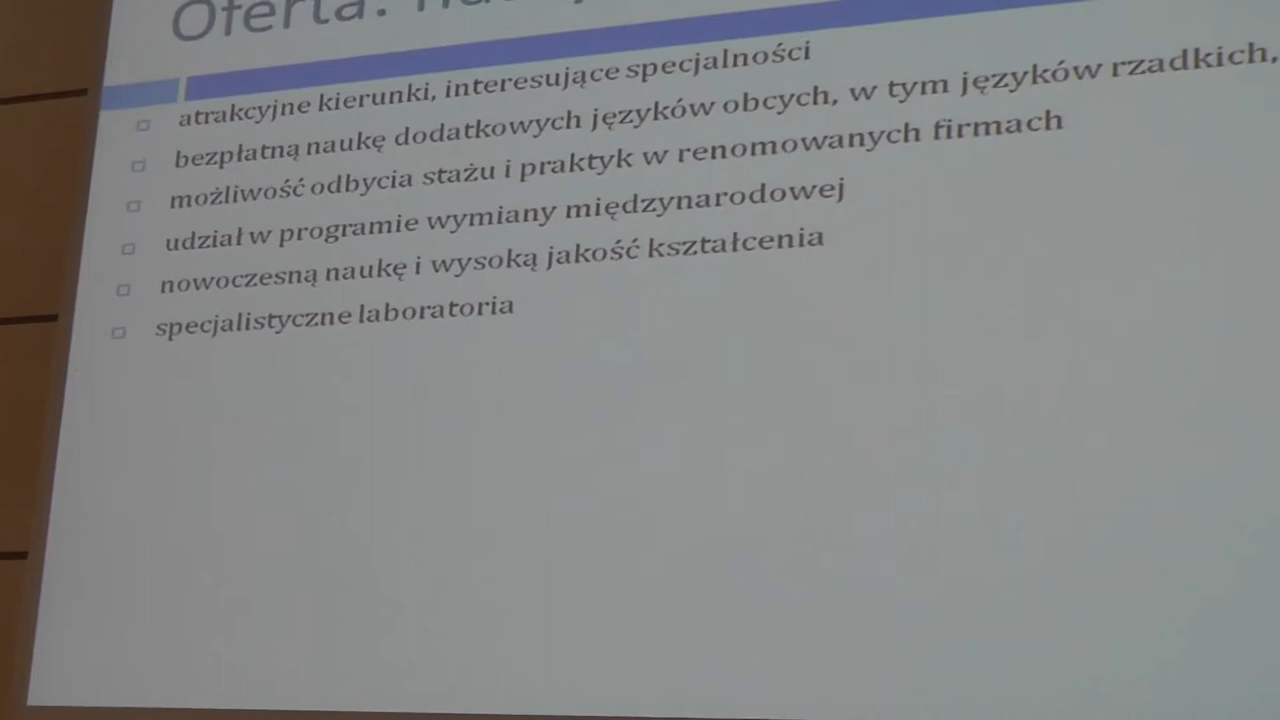 Oferta:
atrakcyjne kierunki, interesujące specjalności
bezpłatną naukę dodatkowych języków obcych, w tym języków rzadkich,
możliwość odbycia stażu i praktyk w renomowanych firmach
udział w programie wymiany międzynarodowej
nowoczesną naukę i wysoką jakość kształcenia
specjalistyczne laboratoria